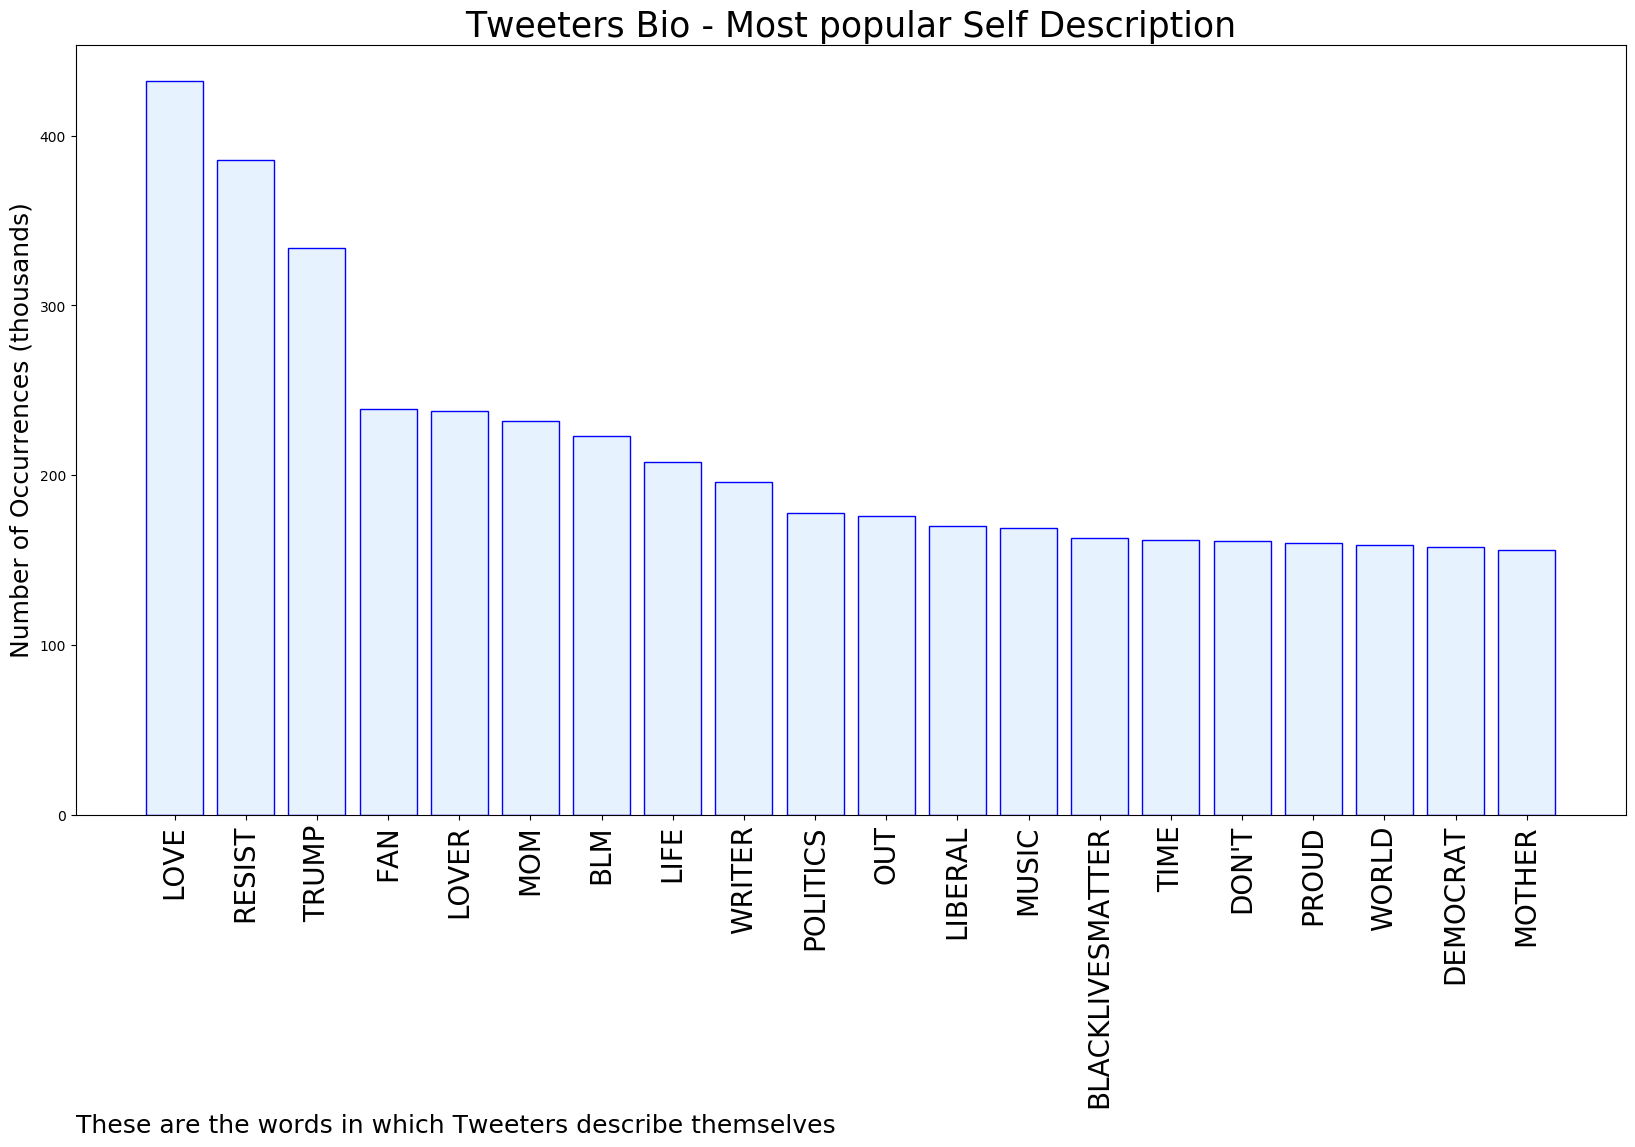 Tweeters Bio - Most popular Self Description
Number of Occurrences (thousands)
400
300
200
100
0
LOVE
RESIST
TRUMP
FAN
LOVER
MOM
BLM
LIFE
WRITER
POLITICS
OUT
LIBERAL
MUSIC
BLACKLIVESMATTER
TIME
DON'T
PROUD
WORLD
DEMOCRAT
MOTHER
These are the words in which Tweeters describe themselves